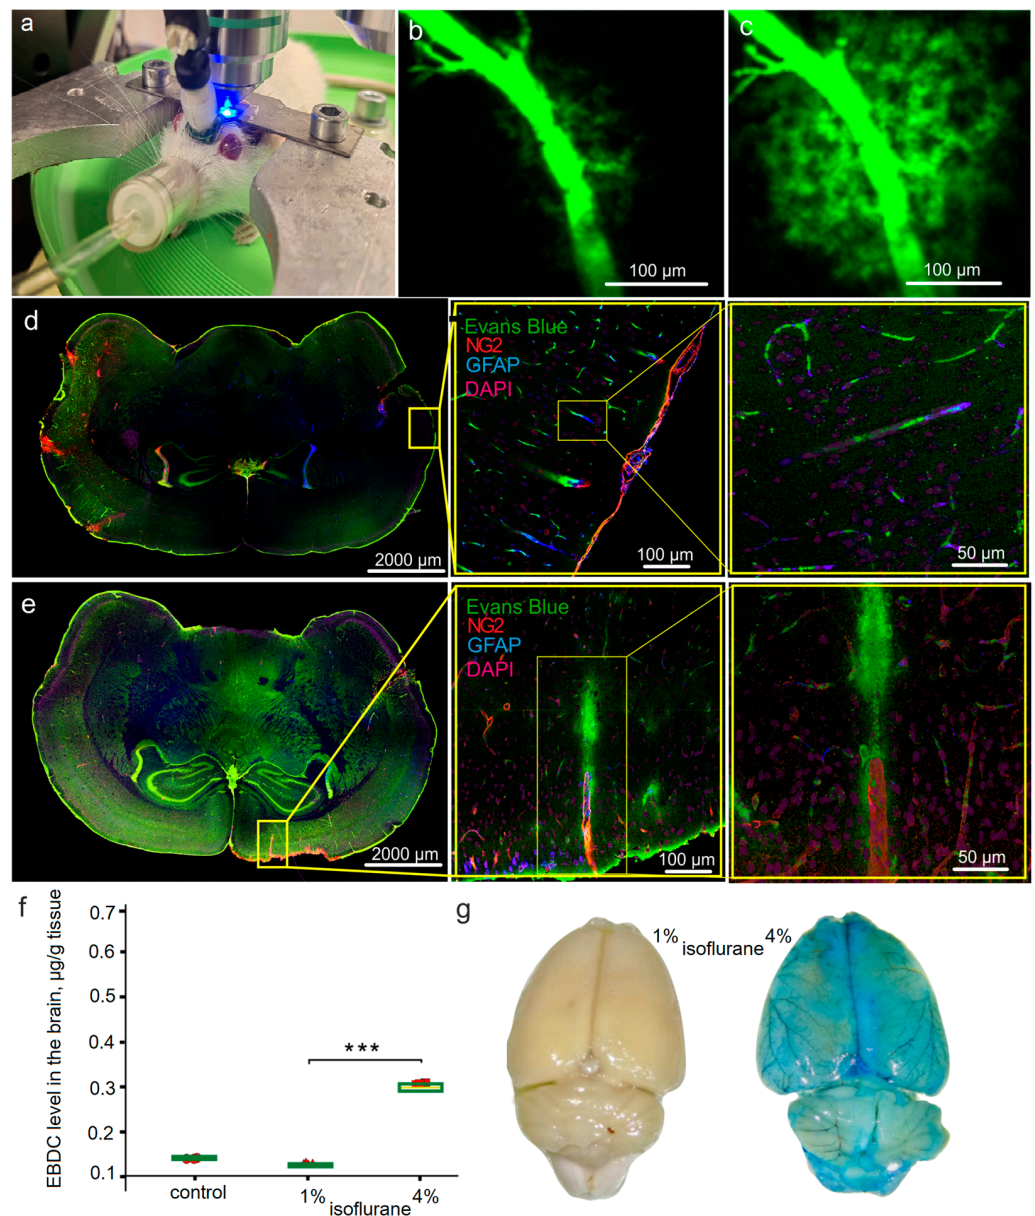 a
b
c
100 µm
100 µm
d
Evans Blue
NG2
GFAP
DAPI
2000 µm
100 µm
50 µm
e
Evans Blue
NG2
GFAP
DAPI
2000 µm
100 µm
50 µm
f
EBDC level in the brain, µg/g tissue
0.7
0.6
0.5
0.4
0.3
0.2
0.1
***
control
1%
4%
isoflurane
g
1%
isoflurane
4%